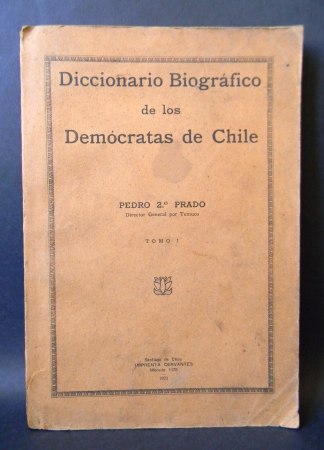 Diccionario Biográfico
de los
Demócratas de Chile
PEDRO 2.º PRADO
Director General por Temuco
TOMO I
Santiago de Chile
IMPRENTA CERVANTES